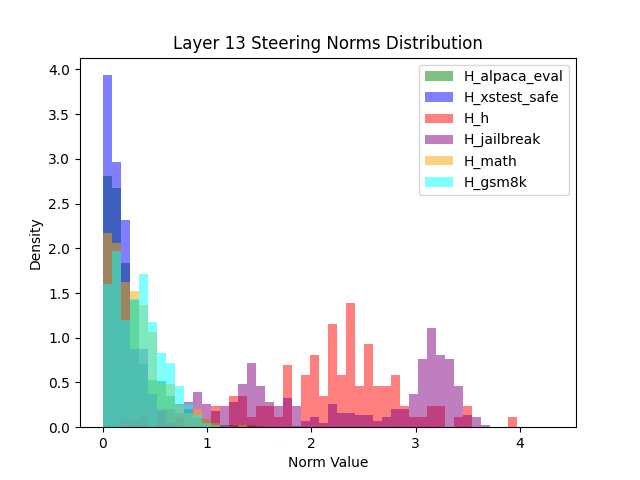 Layer 13 Steering Norms Distribution
H_alpaca_eval
H_xstest_safe
H_h
H_jailbreak
H_math
H_gsm8k
Density
4.0
3.5
3.0
2.5
2.0
1.5
1.0
0.5
0.0
0 1 2 3 4
Norm Value